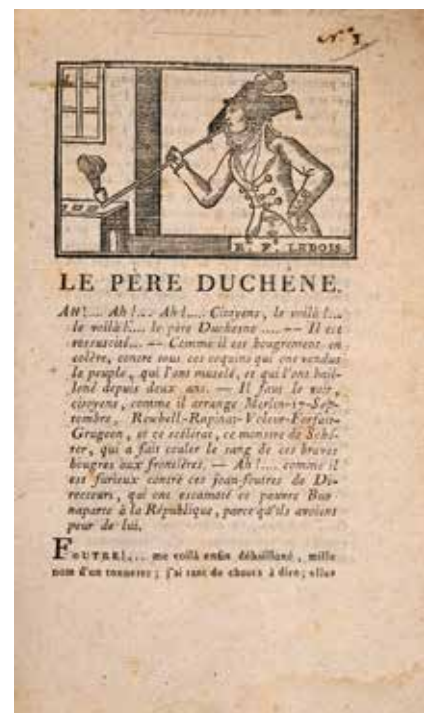 Nº 1
R. F. LEBOIS.
LE PÈRE DUCHÊNE.
AH!... Ah!... Ah!.... Citoyens, le voilà!...
le voilà!... le père Duchesne .... -- Il est
ressuscité... -- Comme il est bougrement en
colère, contre tous ces coquins qui ont vendus
le peuple, qui l'ont muselé, et qui l'ont bail-
loné depuis deux ans. -- Il faut le voir,
citoyens, comme il arrange Merlin-17-Sep-
tembre, Rewbell-Rapinat-Voleur-Forfait-
Grugeon, et ce scélérat, ce monstre de Sché-
rer, qui a fait couler le sang de ces braves
bougres aux frontières. -- Ah!.... comme il
est furieux contre ces jean-foutres de Di-
recteurs, qui ont escamoté ce pauvre Buo-
naparte à la République, parce qu'ils avoient
peur de lui.
FOUTRE!.... me voilà enfin débailloné, mille
nom d'un tonnerre; j'ai tant de choses à dire; elles